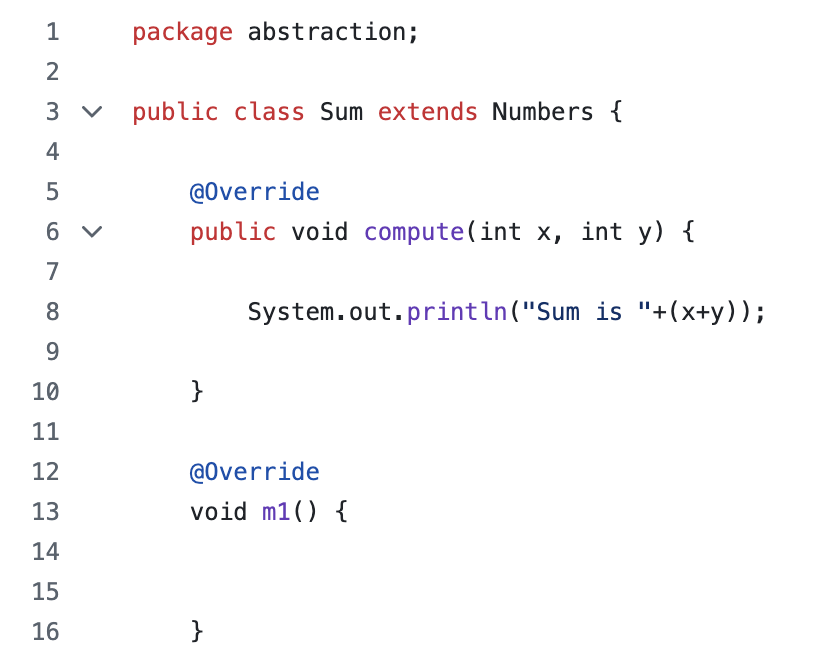 1 package abstraction;
2
3 public class Sum extends Numbers {
4
5 @Override
6 public void compute(int x, int y) {
7
8 System.out.println("Sum is "+(x+y));
9
10 }
11
12 @Override
13 void m1() {
14
15
16 }